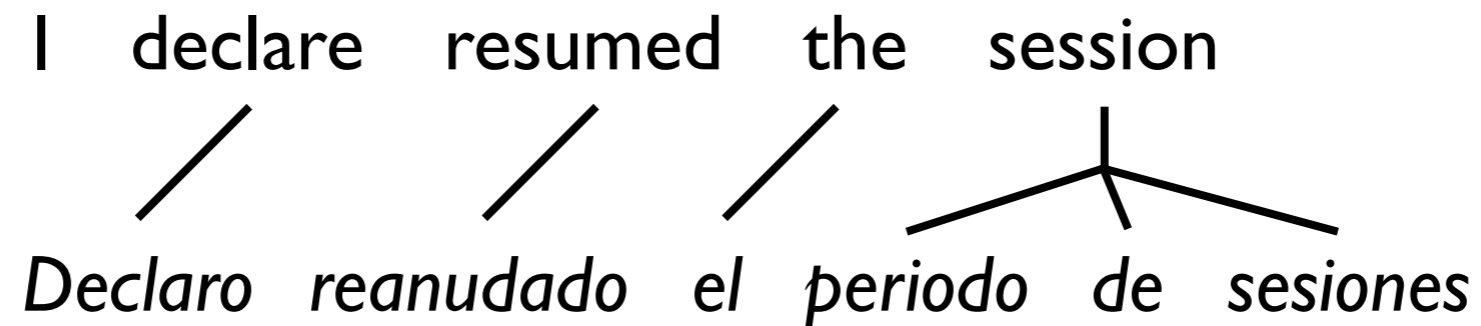 I declare resumed the session
Declaro reanudado el periodo de sesiones